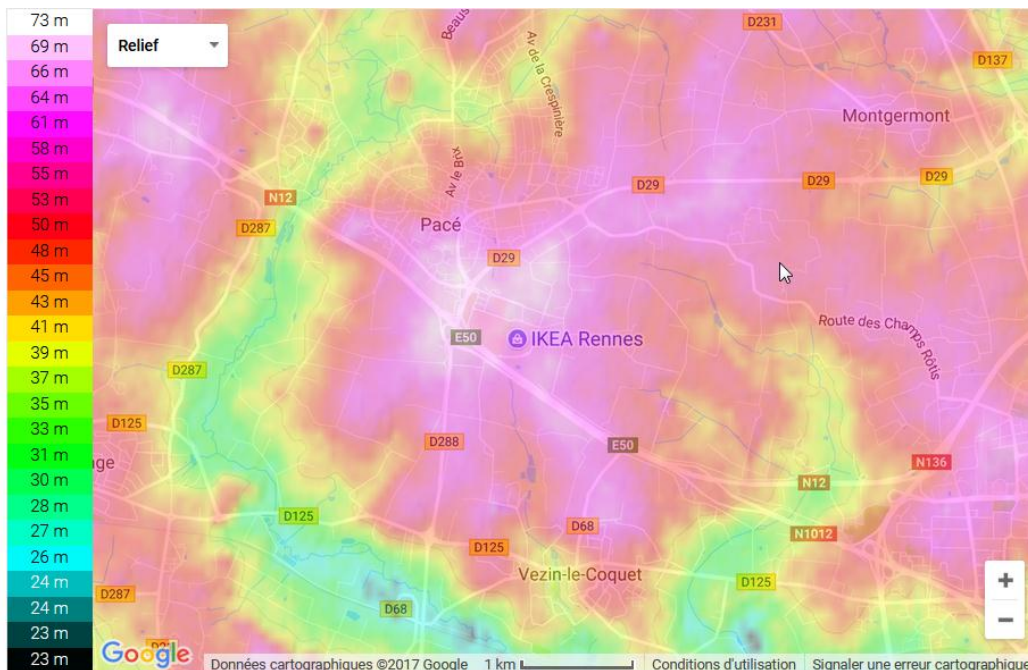 73 m
69 m
66 m
64 m
61 m
58 m
55 m
53 m
50 m
48 m
45 m
43 m
41 m
39 m
37 m
35 m
33 m
31 m
30 m
28 m
27 m
26 m
24 m
24 m
23 m
23 m
Relief
Beaus
Av de la Crespinière
D231
D137
Montgermont
N12
Av le Bux
D29
D29
D29
D287
Pacé
D29
E50
IKEA Rennes
Route des Champs Rôtis
D287
D125
nge
D288
E50
N136
N12
D125
D68
N1012
D125
Vezin-le-Coquet
D125
D287
D68
+
−
Google
Données cartographiques ©2017 Google
1 km
Conditions d'utilisation
Signaler une erreur cartographique